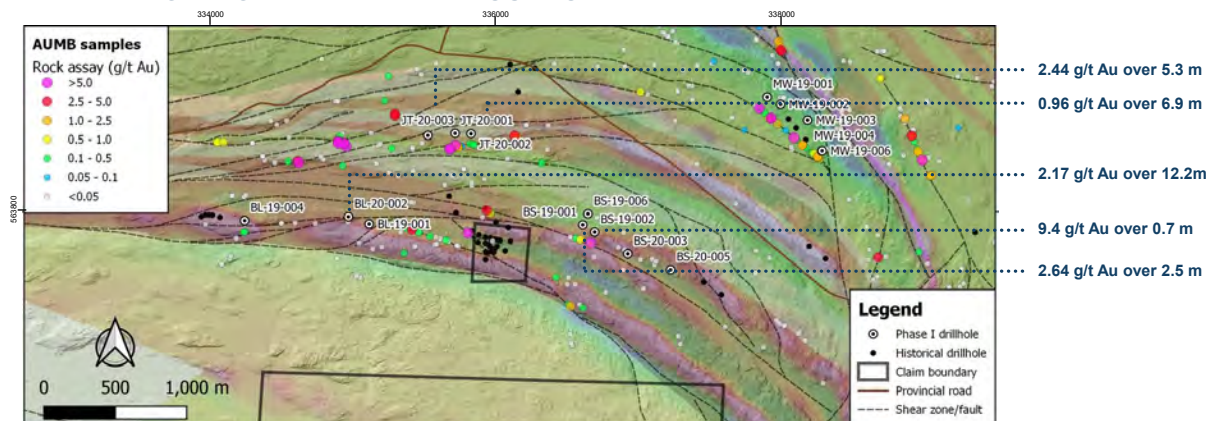 334000
336000
338000
AUMB samples
Rock assay (g/t Au)
>5.0
2.5 - 5.0
1.0 - 2.5
0.5 - 1.0
0.1 - 0.5
0.05 - 0.1
<0.05
563800
MW-19-001
MW-19-002
MW-19-003
MW-19-004
MW-19-006
JT-20-003
JT-20-001
JT-20-002
BL-19-004
BL-20-002
BL-19-001
BS-19-006
BS-19-001
BS-19-002
BS-20-003
BS-20-005
2.44 g/t Au over 5.3 m
0.96 g/t Au over 6.9 m
2.17 g/t Au over 12.2m
9.4 g/t Au over 0.7 m
2.64 g/t Au over 2.5 m
0 500 1,000 m
Legend
Phase I drillhole
Historical drillhole
Claim boundary
Provincial road
Shear zone/fault